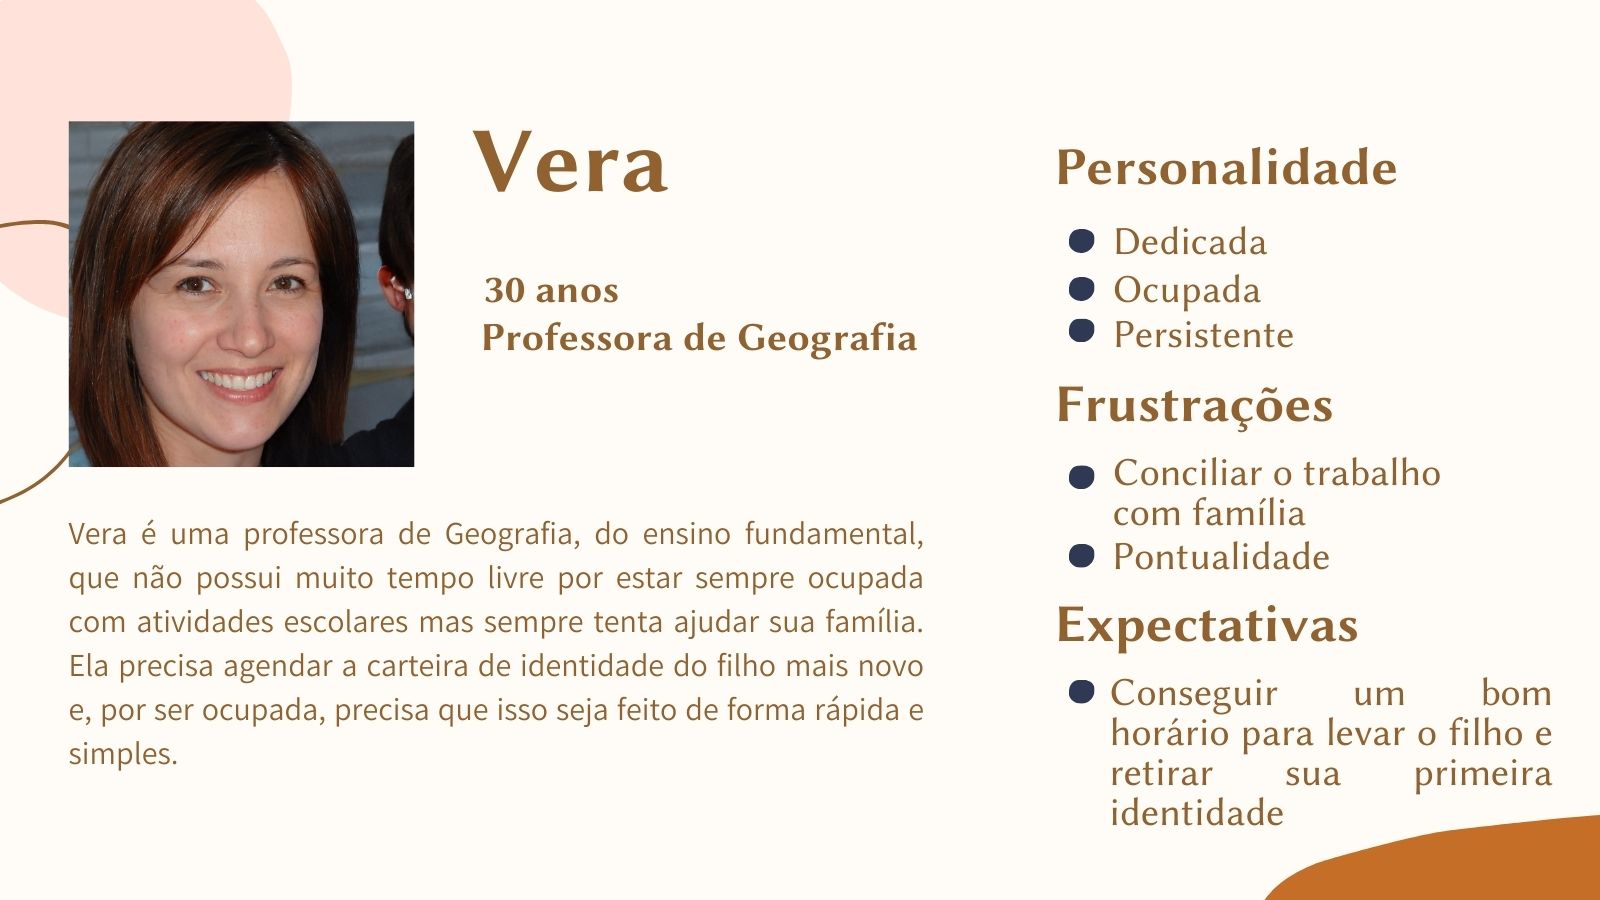 Vera
30 anos
Professora de Geografia
Vera é uma professora de Geografia, do ensino fundamental,
que não possui muito tempo livre por estar sempre ocupada
com atividades escolares mas sempre tenta ajudar sua família.
Ela precisa agendar a carteira de identidade do filho mais novo
e, por ser ocupada, precisa que isso seja feito de forma rápida e
simples.
Personalidade
Dedicada
Ocupada
Persistente
Frustrações
Conciliar o trabalho
com família
Pontualidade
Expectativas
Conseguir um bom
horário para levar o filho e
retirar sua primeira
identidade